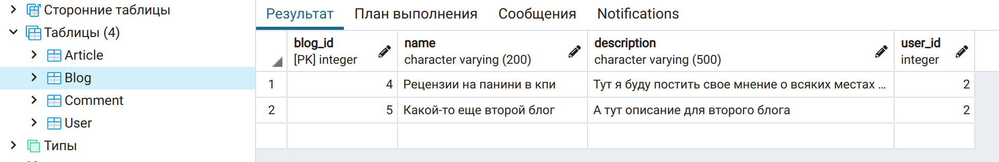 Сторонние таблицы
Таблицы (4)
Article
Blog
Comment
User
Типы
Результат План выполнения Сообщения Notifications
blog_id name description user_id
[PK] integer character varying (200) character varying (500) integer
1 4 Рецензии на панини в кпи Тут я буду постить свое мнение о всяких местах ... 2
2 5 Какой-то еще второй блог А тут описание для второго блога 2